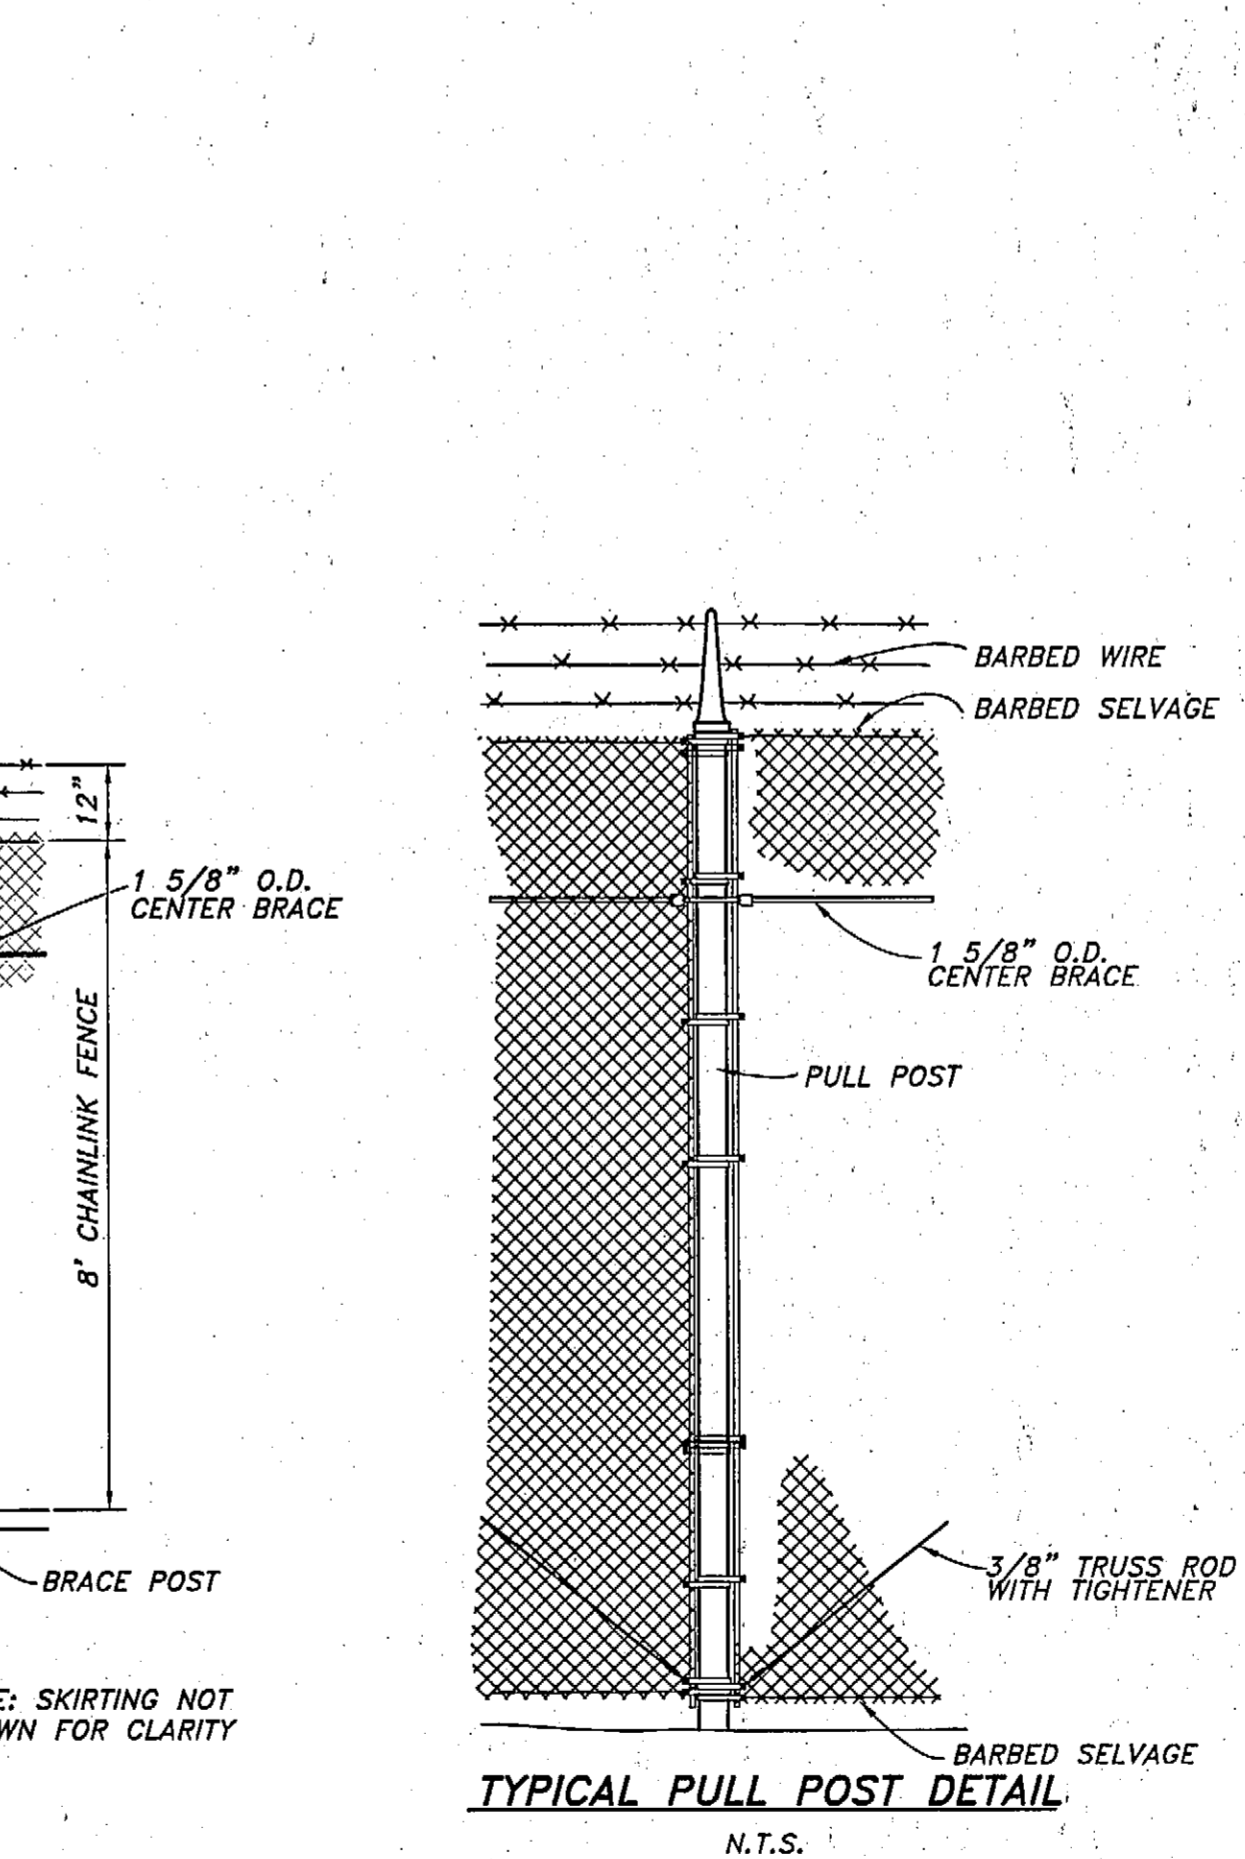 12"
1 5/8" O.D.
CENTER BRACE
8' CHAINLINK FENCE
BRACE POST
E: SKIRTING NOT
WN FOR CLARITY
BARBED WIRE
BARBED SELVAGE
1 5/8" O.D.
CENTER BRACE
PULL POST
3/8" TRUSS ROD
WITH TIGHTENER
BARBED SELVAGE
TYPICAL PULL POST DETAIL
N.T.S.